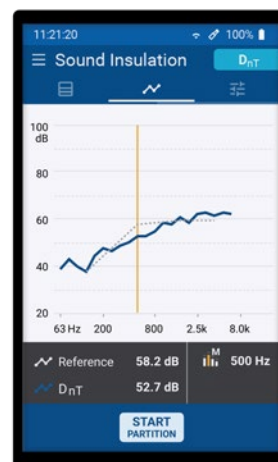 11:21:20 100%
Sound Insulation DnT
100
dB
80
60
40
20
63 Hz 200 800 2.5k 8.0k
Reference 58.2 dB M 500 Hz
DnT 52.7 dB
START
PARTITION